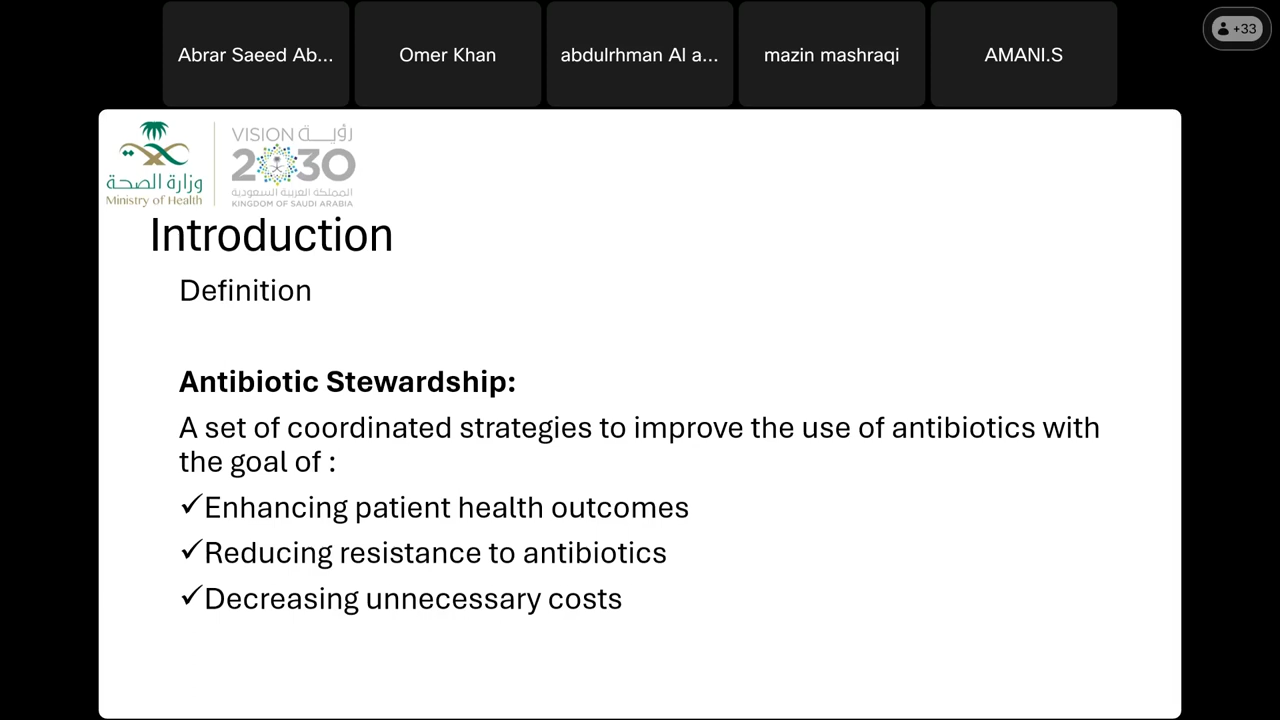 Abrar Saeed Ab...
Omer Khan
abdulrhman Al a...
mazin mashraqi
AMANI.S
+33
وزارة الصحة
Ministry of Health
VISION رؤيــة
2030
المملكة العربية السعودية
KINGDOM OF SAUDI ARABIA
Introduction
Definition
Antibiotic Stewardship:
A set of coordinated strategies to improve the use of antibiotics with
the goal of :
✓Enhancing patient health outcomes
✓Reducing resistance to antibiotics
✓Decreasing unnecessary costs